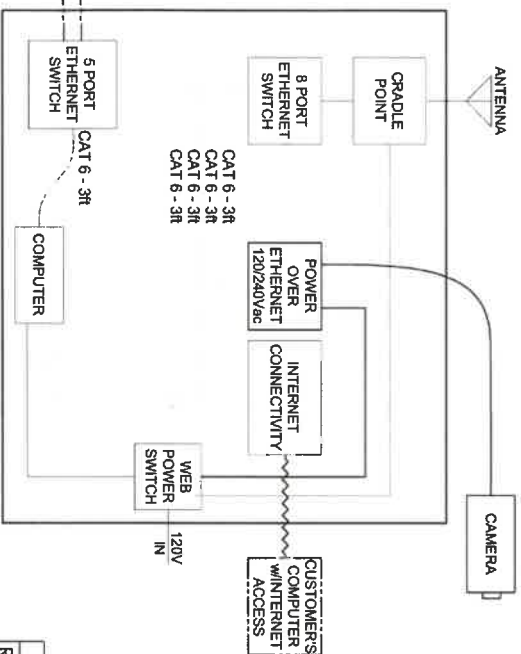 ANTENNA
CRADLE
POINT
8 PORT
ETHERNET
SWITCH
5 PORT
ETHERNET
SWITCH
CAT 6 - 3ft
CAT 6 - 3ft
CAT 6 - 3ft
CAT 6 - 3ft
CAT 6 - 3ft
COMPUTER
POWER
OVER
ETHERNET
120/240Vac
INTERNET
CONNECTIVITY
WEB
POWER
SWITCH
120V
IN
CAMERA
CUSTOMER'S
COMPUTER
w/INTERNET
ACCESS